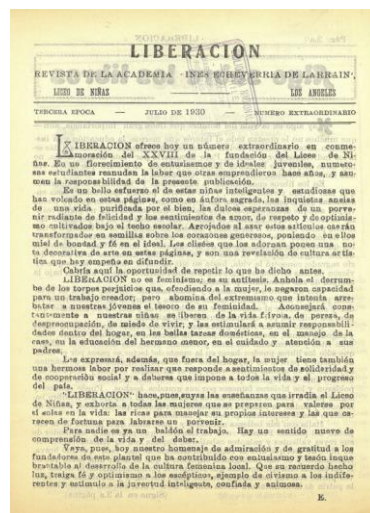 LIBERACION
REVISTA DE LA ACADEMIA "INES ECHEVERRIA DE LARRAIN",
LICEO DE NIÑAS LOS ANGELES
TERCERA EPOCA — JULIO DE 1930 — NUMERO EXTRAORDINARIO
LIBERACION ofrece hoy un número extraordinario en conme-
moración del XXVIII de la fundación del Liceo de Ni-
ñas. Es un florecimiento de entusiasmos y de ideales juveniles, numero-
sas estudiantes reanudan la labor que otras emprendieron hace años, y asu-
men la responsabilidad de la presente publicación.
Es un bello esfuerzo el de estas niñas inteligentes y estudiosas que
han volcado en estas páginas, como en ánfora sagrada, las inquietas ansias
de una vida purificada por el bien, las dulces esperanzas de un porve-
nir radiante de felicidad y los sentimientos de amor, de respeto y de optimis-
mo cultivados bajo el techo escolar. Arrojados al azar estos artículos caerán
transformados en semillas sobre los corazones generosos, poniendo en ellos
miel de bondad y fé en el ideal. Los clisées que los adornan ponen una no-
ta decorativa de arte en estas páginas, y son una revelación de cultura artís-
tica que hay empeño en difundir.
Cabría aquí la oportunidad de repetir lo que he dicho antes.
LIBERACION no es feminismo; es su antítesis. Anhela el derrum-
be de los torpes prejuicios que, ofendiendo a la mujer, le negaron capacidad
para un trabajo creador; pero abomina del extremismo que intenta arre-
batar a nuestras jóvenes el tesoro de su feminidad. Aconsejará cons-
tantemente a nuestras niñas se liberen de la vida frívola, de pereza, de
despreocupación, de miedo de vivir; y las estimulará a asumir responsabili-
dades dentro del hogar, en las bellas tareas domésticas, en el manejo de la
casa, en la educación del hermano menor, en el cuidado y atención a sus
padres.
Les expresará, además, que fuera del hogar, la mujer tiene también
una hermosa labor por realizar que responde a sentimientos de solidaridad y
de cooperación social y a deberes que impone a todos la vida y el progreso
del país.
"LIBERACION" hace, pues, suyas las enseñanzas que irradia el Liceo
de Niñas, y exhorta a todas las mujeres que se preparen para valerse por
sí solas en la vida: las ricas para manejar sus propios intereses y las que ca-
recen de fortuna para labrarse un porvenir.
Para nadie es ya un baldón el trabajo. Hay un sentido nuevo de
comprensión de la vida y del deber.
Vaya, pues, hoy nuestro homenaje de admiración y de gratitud a los
fundadores de este plantel que ha contribuido con entusiasmo y tesón inque
brantable al desarrollo de la cultura femenina local. Que su recuerdo hecho
luz, traiga fé y optimismo a los escépticos, ejemplo de civismo a los indife-
rentes y estímulo a la juventud inteligente, confiada y animosa.
E.